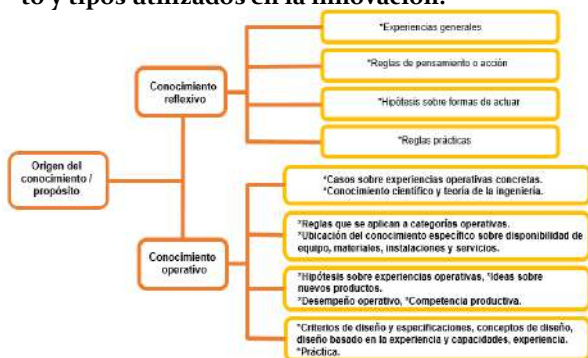 to y tipos utilizados en la innovación.
*Experiencias generales
*Reglas de pensamiento o acción
Conocimiento
reflexivo
*Hipótesis sobre formas de actuar
*Reglas prácticas
Origen del
conocimiento /
propósito
*Casos sobre experiencias operativas concretas.
*Conocimiento científico y teoría de la ingeniería.
*Reglas que se aplican a categorías operativas.
*Ubicación del conocimiento específico sobre disponibilidad de
equipo, materiales, instalaciones y servicios.
Conocimiento
operativo
*Hipótesis sobre experiencias operativas, *Ideas sobre
nuevos productos.
*Desempeño operativo, *Competencia productiva.
*Criterios de diseño y especificaciones, conceptos de diseño,
diseño basado en la experiencia y capacidades, experiencia.
*Práctica.